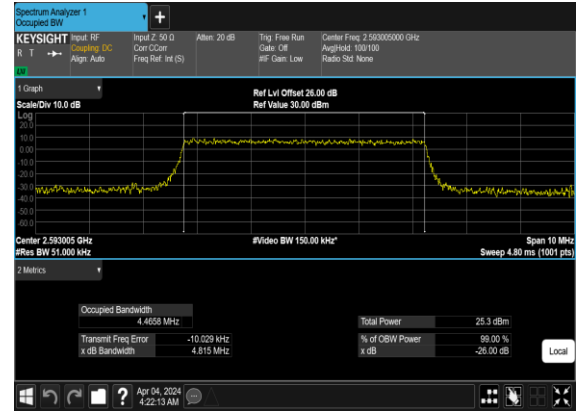 Spectrum Analyzer 1
Occupied BW
KEYSIGHT
R T
LU
Input: RF
Coupling: DC
Align: Auto
Input Z: 50 Ω
Corr CCorr
Freq Ref: Int (S)
Atten: 20 dB
Trig: Free Run
Gate: Off
#IF Gain: Low
Center Freq: 2.593005000 GHz
Avg|Hold: 100/100
Radio Std: None
1 Graph
Scale/Div 10.0 dB
Ref Lvl Offset 26.00 dB
Ref Value 30.00 dBm
Log
20.0
10.0
0.00
-10.0
-20.0
-30.0
-40.0
-50.0
-60.0
Center 2.593005 GHz
#Res BW 51.000 kHz
#Video BW 150.00 kHz*
Span 10 MHz
Sweep 4.80 ms (1001 pts)
2 Metrics
Occupied Bandwidth
4.4658 MHz
Transmit Freq Error -10.029 kHz
x dB Bandwidth 4.815 MHz
Total Power 25.3 dBm
% of OBW Power 99.00 %
x dB -26.00 dB
Local
?
Apr 04, 2024
4:22:13 AM